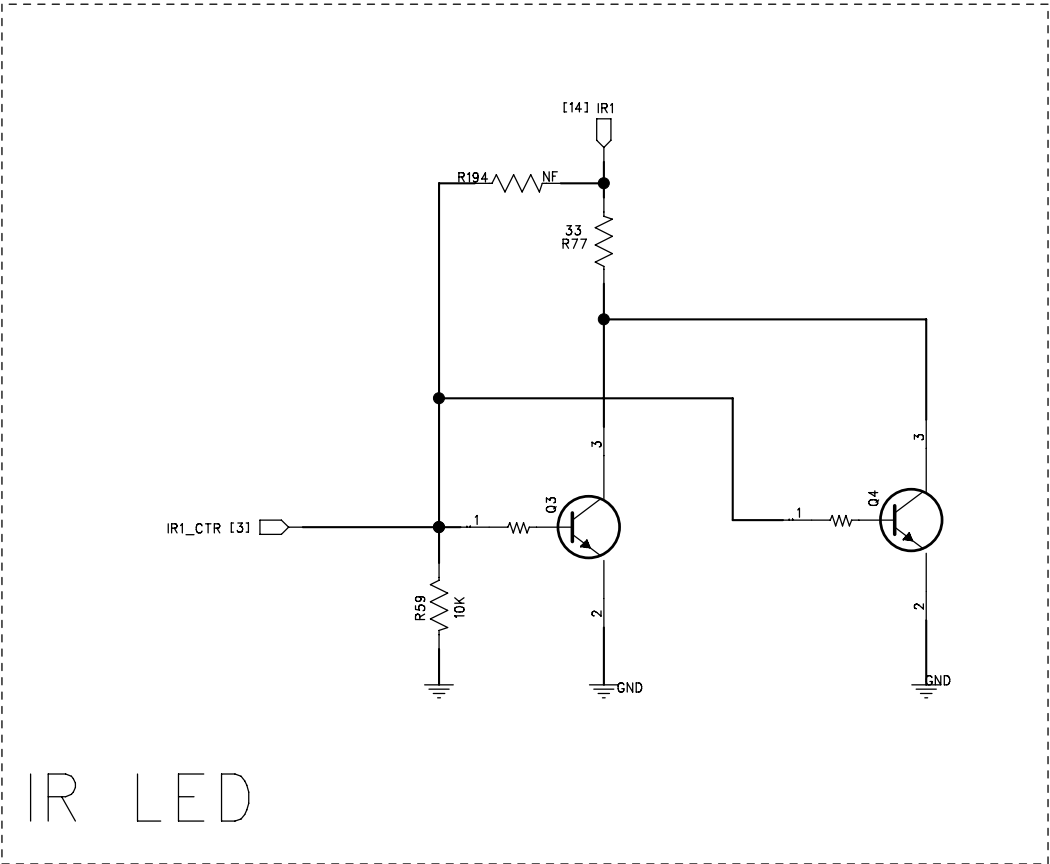 [14] IR1
R194 NF
33
R77
3
3
Q3
Q4
1
1
IR1_CTR [3]
R59
10K
2
2
GND
GND
IR LED